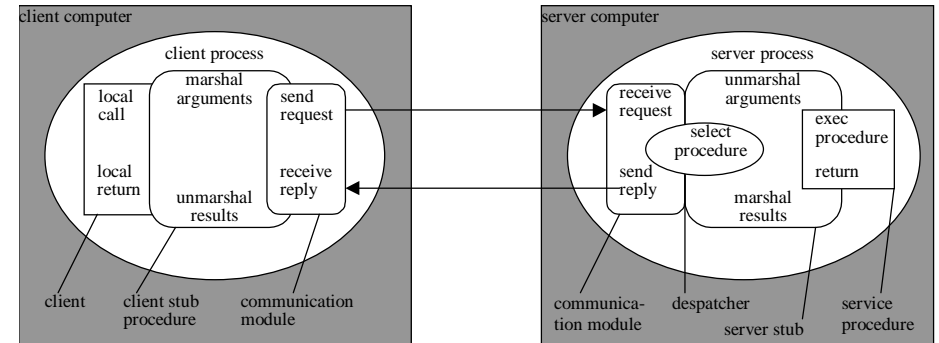 client computer
client process
marshal
arguments
local
call
send
request
local
return
receive
reply
unmarshal
results
client
client stub
procedure
communication
module
server computer
server process
receive
request
unmarshal
arguments
select
procedure
exec
procedure
send
reply
return
marshal
results
communica-
tion module
despatcher
server stub
service
procedure